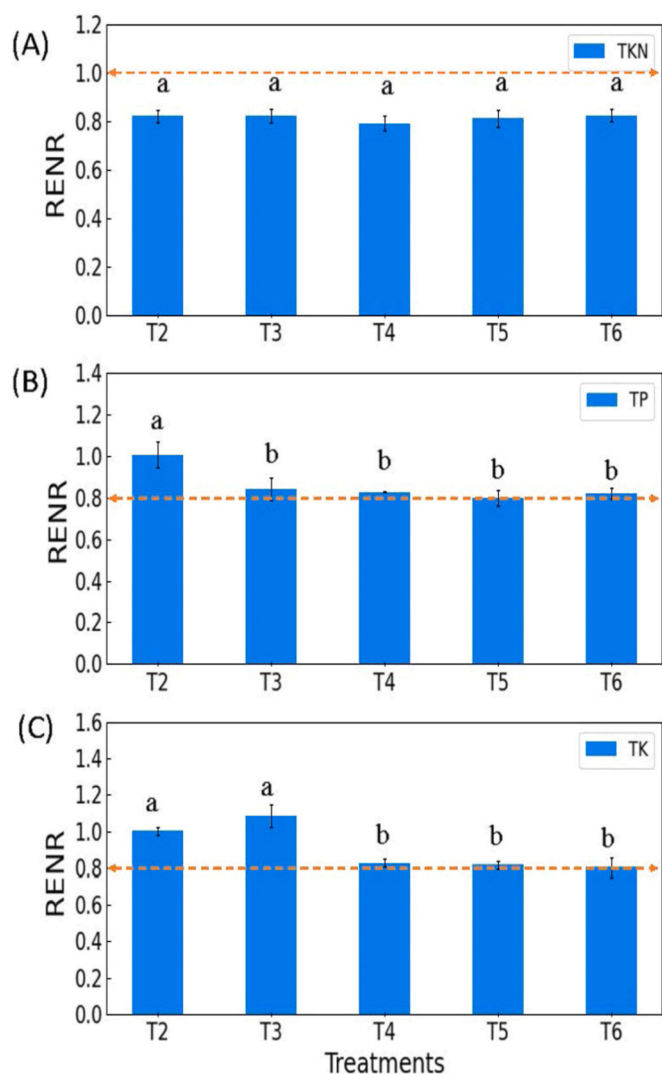 (A)
1.2
TKN
1.0
a a a a a
0.8
0.6
0.4
0.2
0.0
RENR
T2 T3 T4 T5 T6
(B)
1.4
TP
1.2
a
1.0
b b b b
0.8
0.6
0.4
0.2
0.0
RENR
T2 T3 T4 T5 T6
(C)
1.6
TK
1.4
1.2
a a
1.0
b b b
0.8
0.6
0.4
0.2
0.0
RENR
T2 T3 T4 T5 T6
Treatments